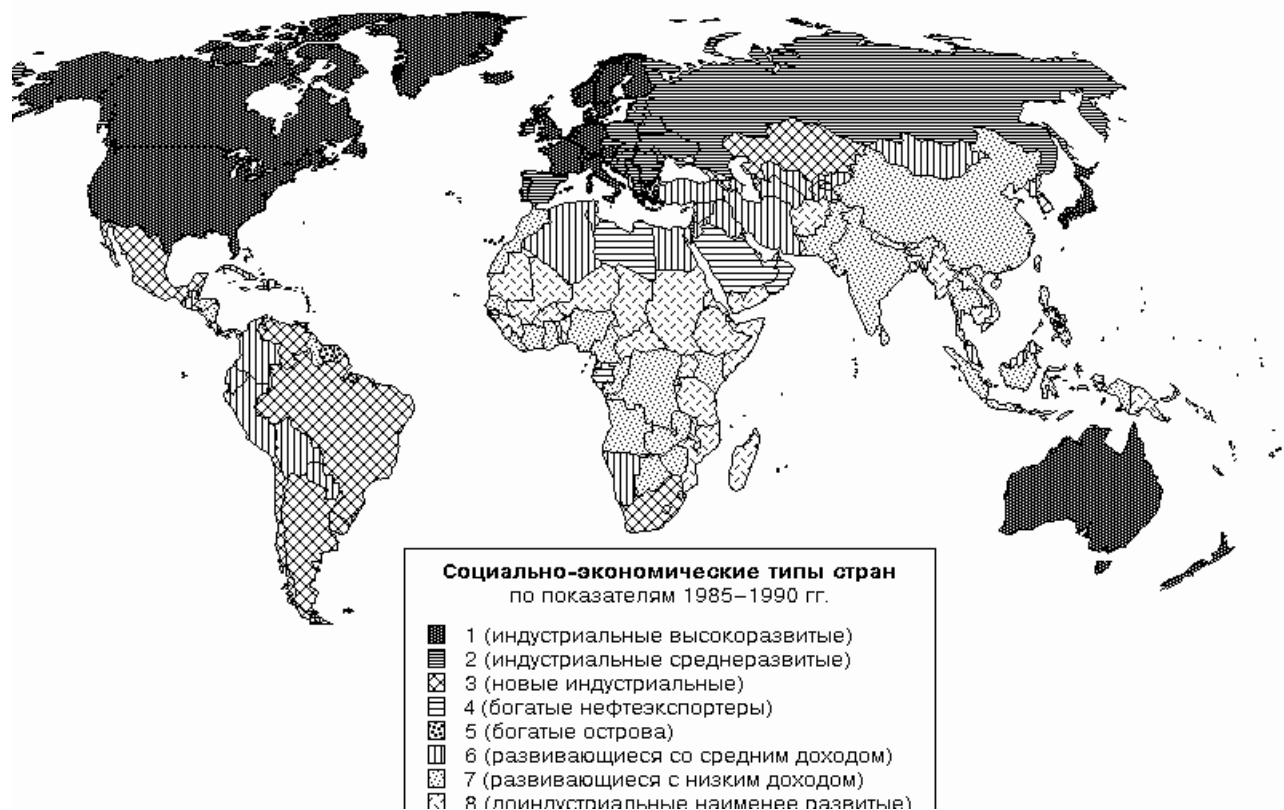 Социально-экономические типы стран
по показателям 1985–1990 гг.
1 (индустриальные высокоразвитые)
2 (индустриальные среднеразвитые)
3 (новые индустриальные)
4 (богатые нефтеэкспортеры)
5 (богатые острова)
6 (развивающиеся со средним доходом)
7 (развивающиеся с низким доходом)
8 (доиндустриальные наименее развитые)